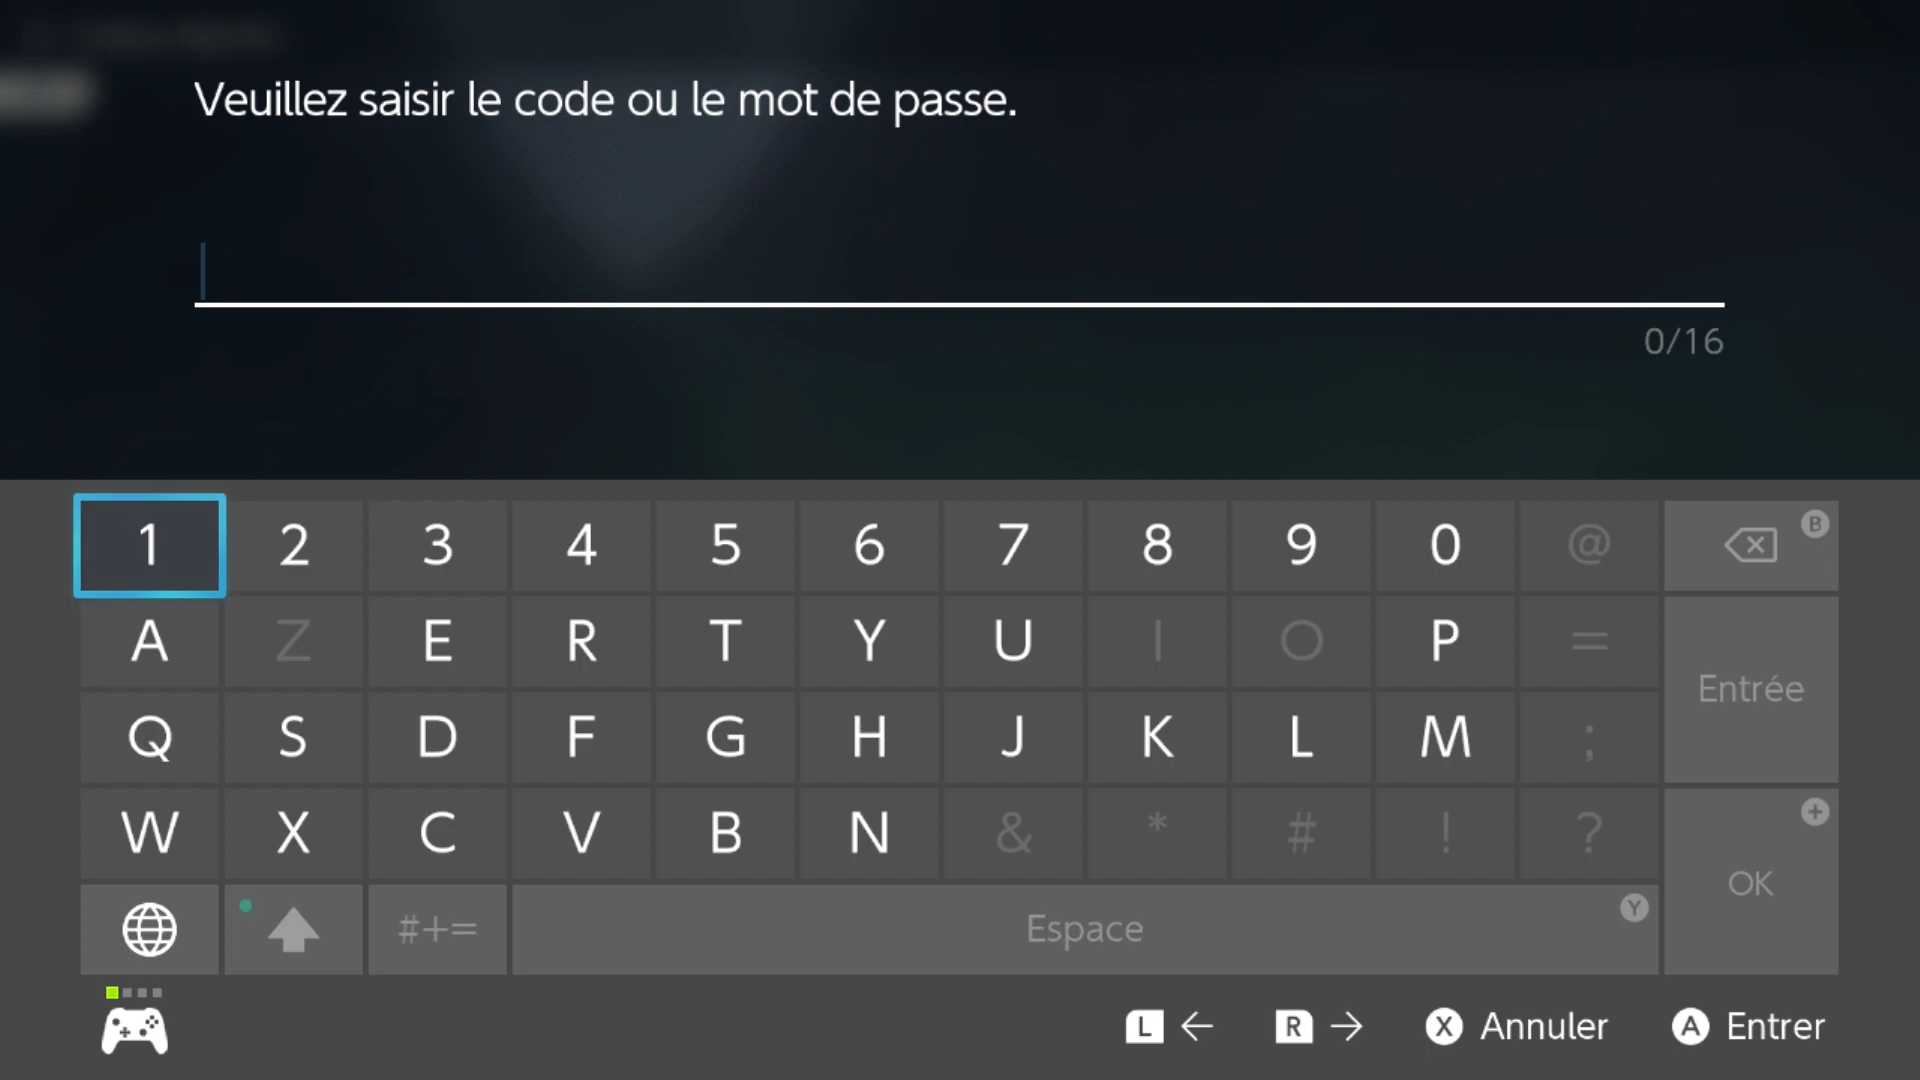 Veuillez saisir le code ou le mot de passe.
0/16
1 2 3 4 5 6 7 8 9 0 @ B
A Z E R T Y U I O P = Entrée
Q S D F G H J K L M ;
W X C V B N & * # ! ? +
#+= Espace Y OK
L ← R → X Annuler A Entrer